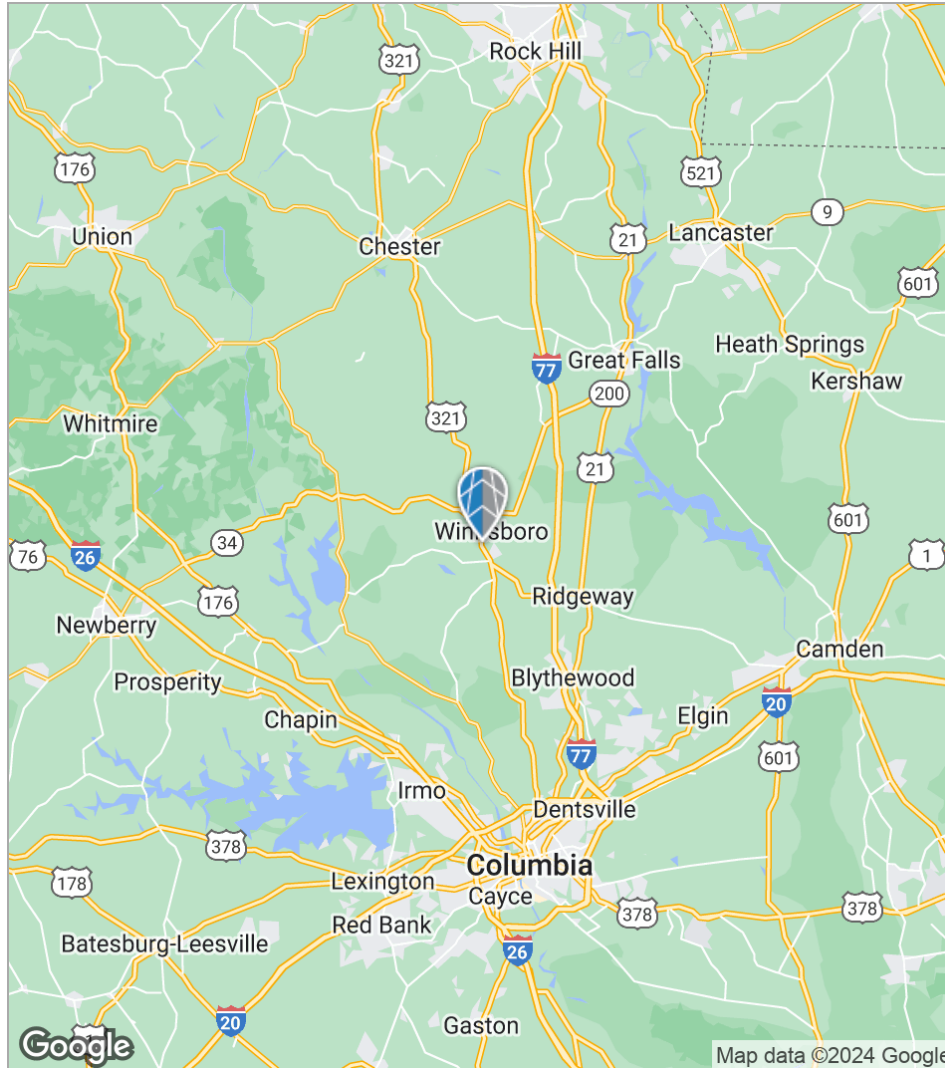 Rock Hill
321
176
521
9
Union
Chester
21
Lancaster
601
Heath Springs
77
Great Falls
Kershaw
200
321
Whitmire
21
601
Winnsboro
34
1
76
26
176
Ridgeway
Newberry
Camden
Prosperity
Blythewood
20
Elgin
Chapin
77
601
Irmo
Dentsville
378
Columbia
178
Lexington
Cayce
378
378
Red Bank
Batesburg-Leesville
26
20
Gaston
Google
Map data ©2024 Google